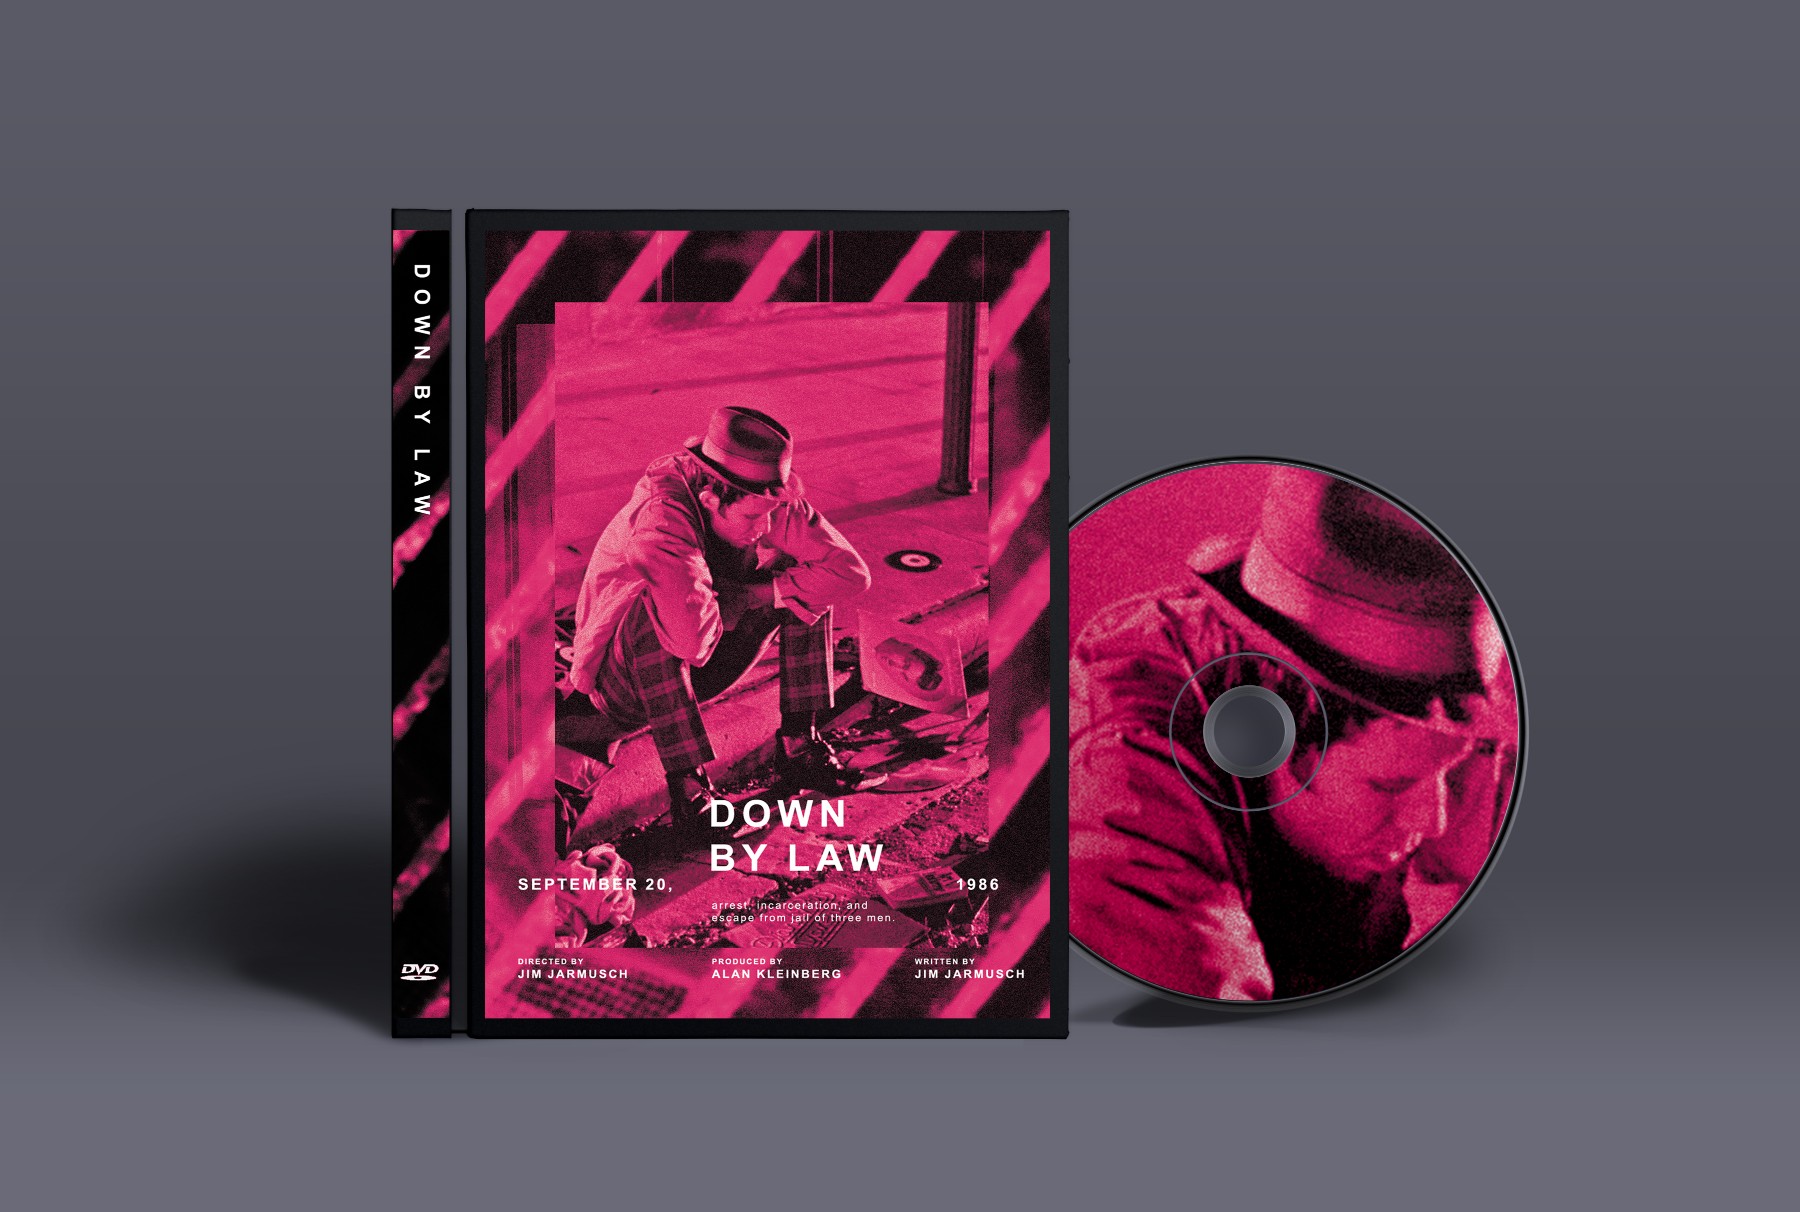 DOWN BY LAW
DVD
DOWN
BY LAW
SEPTEMBER 20, 1986
arrest, incarceration, and
escape from jail of three men.
DIRECTED BY
JIM JARMUSCH
PRODUCED BY
ALAN KLEINBERG
WRITTEN BY
JIM JARMUSCH